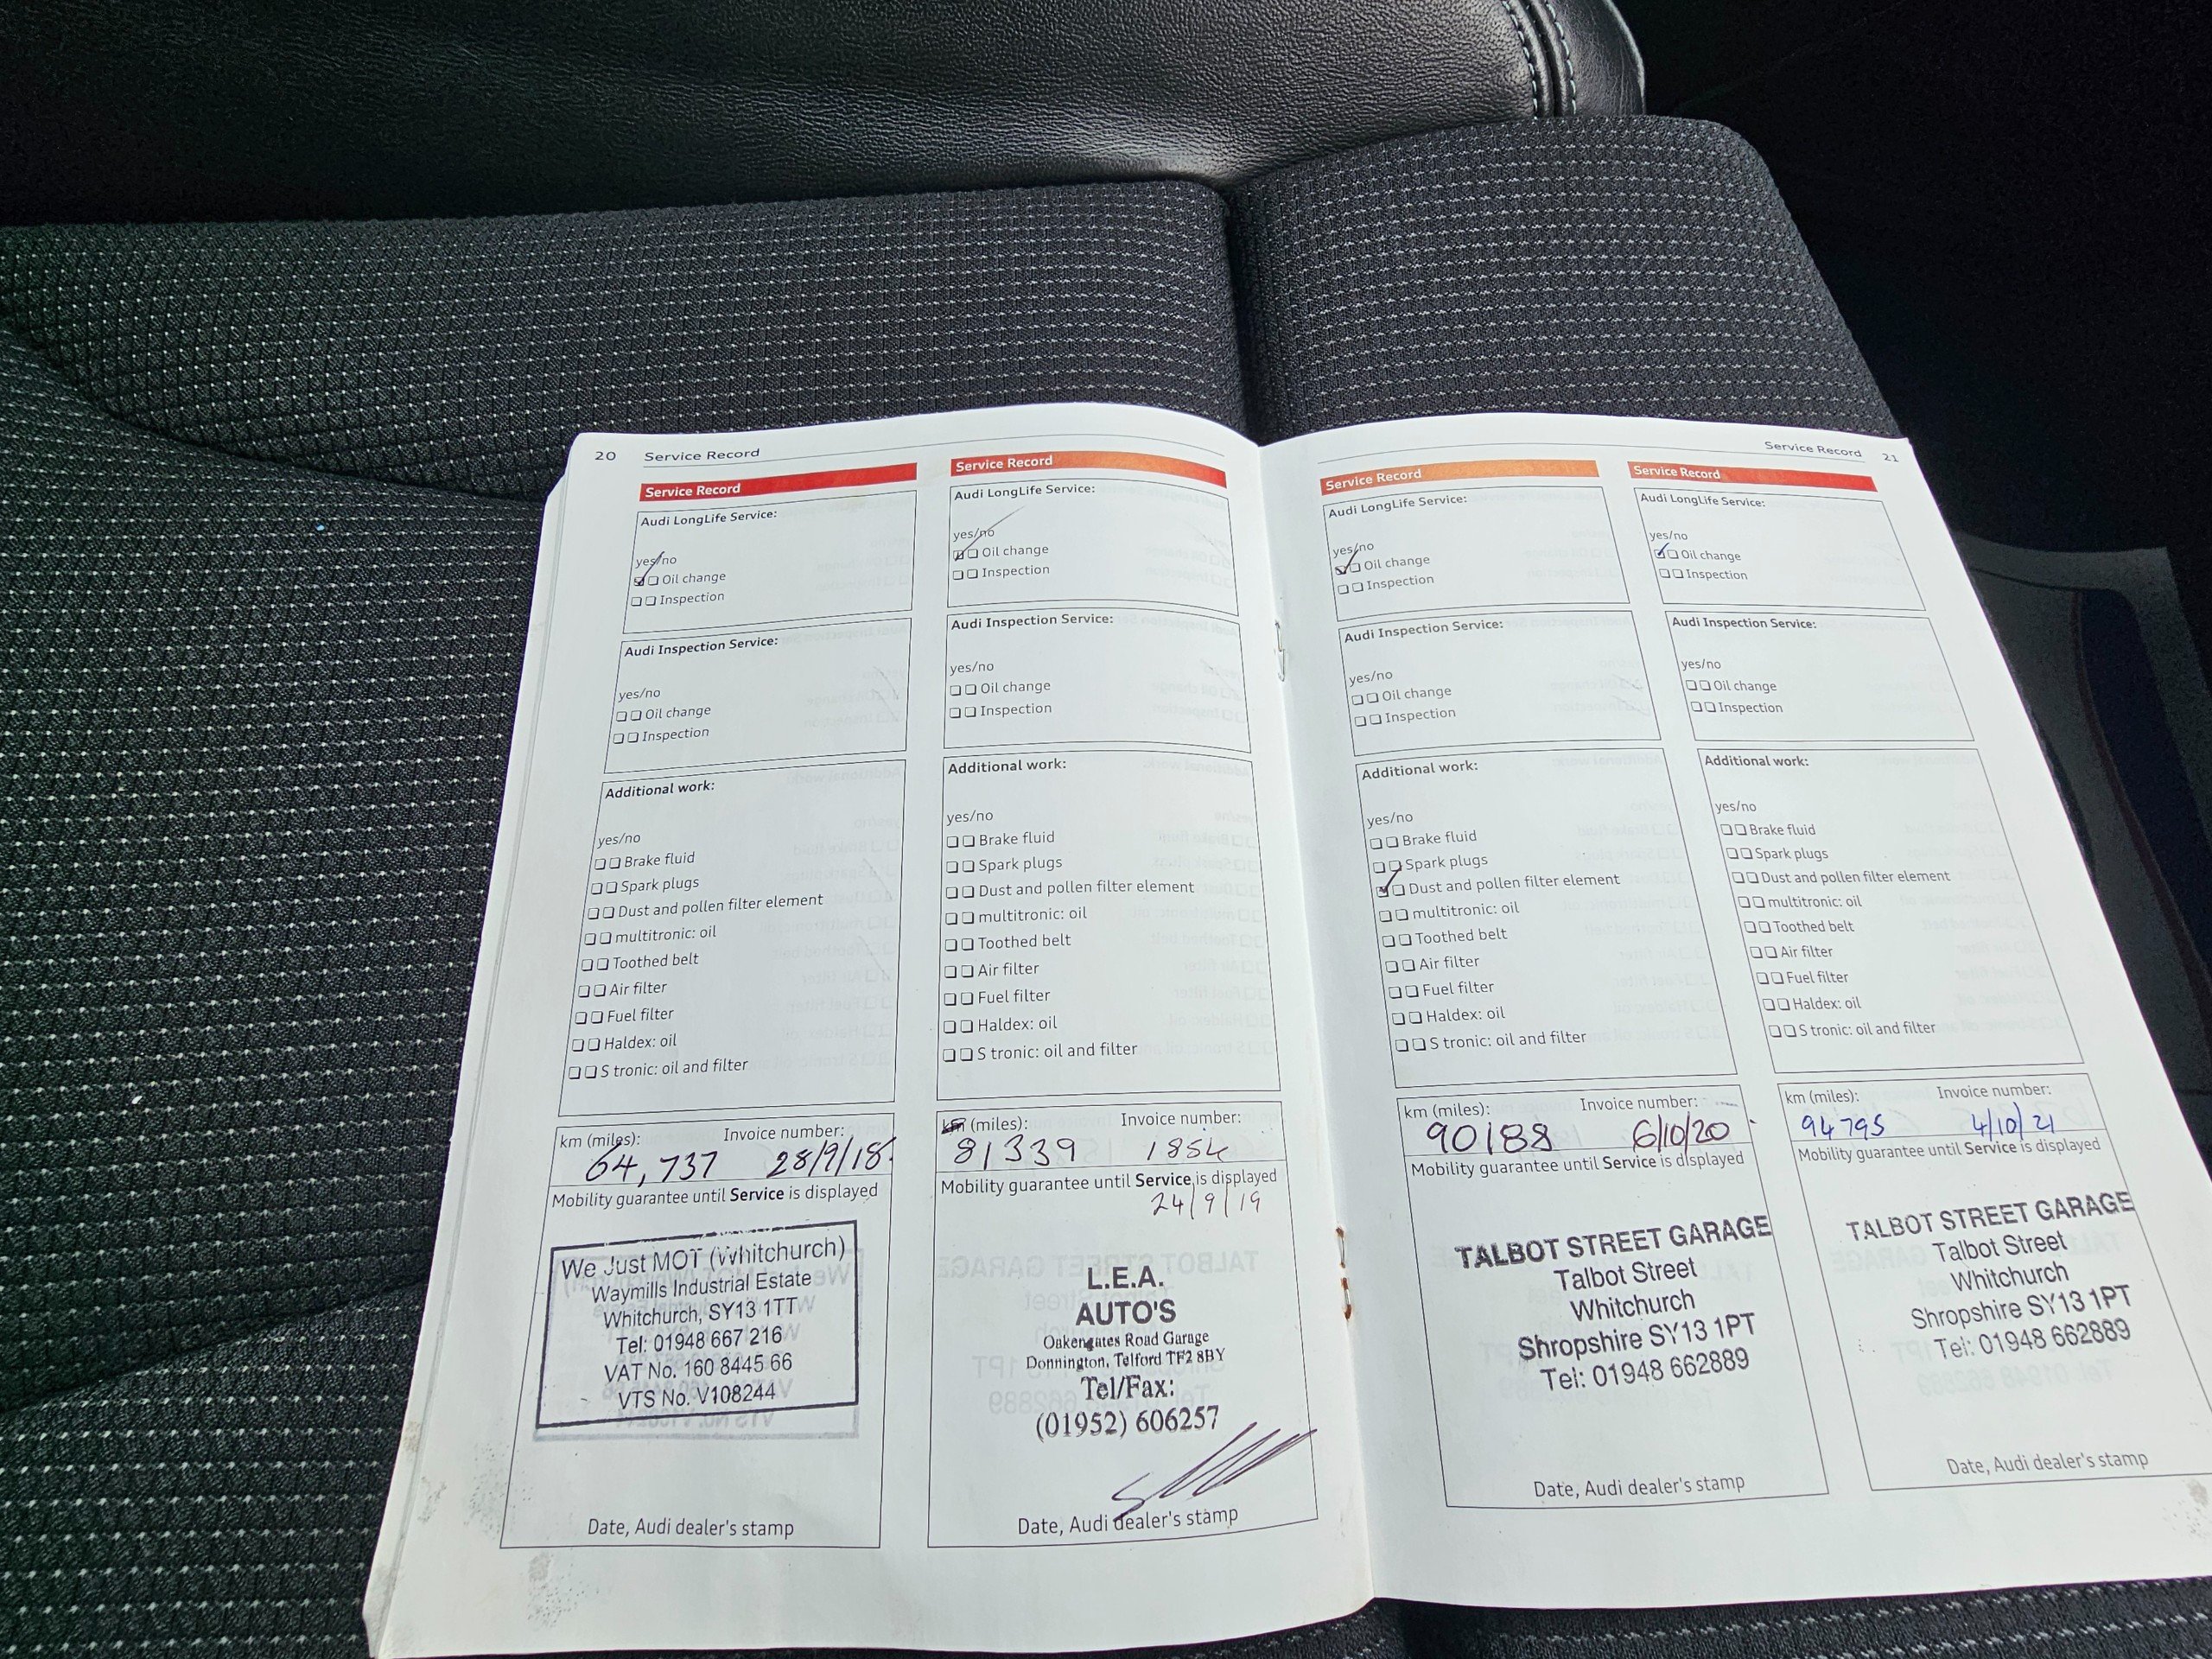 20 Service Record
Service Record
Audi LongLife Service:
yes/no
Oil change
Inspection
Audi Inspection Service:
yes/no
Oil change
Inspection
Additional work:
yes/no
Brake fluid
Spark plugs
Dust and pollen filter element
multitronic: oil
Toothed belt
Air filter
Fuel filter
Haldex: oil
S tronic: oil and filter
km (miles): Invoice number:
64,737 28/9/18
Mobility guarantee until Service is displayed
We Just MOT (Whitchurch)
Waymills Industrial Estate
Whitchurch, SY13 1TT
Tel: 01948 667 216
VAT No. 160 8445 66
VTS No. V108244
Date, Audi dealer's stamp
Service Record
Audi LongLife Service:
yes/no
Oil change
Inspection
Audi Inspection Service:
yes/no
Oil change
Inspection
Additional work:
yes/no
Brake fluid
Spark plugs
Dust and pollen filter element
multitronic: oil
Toothed belt
Air filter
Fuel filter
Haldex: oil
S tronic: oil and filter
km (miles): Invoice number:
81339
Mobility guarantee until Service is displayed
24/9/19
L.E.A.
AUTO'S
Oakengates Road Garage
Donnington, Telford TF2 8BY
Tel/Fax:
(01952) 606257
Date, Audi dealer's stamp
Service Record 21
Service Record
Audi LongLife Service:
yes/no
Oil change
Inspection
Audi Inspection Service:
yes/no
Oil change
Inspection
Additional work:
yes/no
Brake fluid
Spark plugs
Dust and pollen filter element
multitronic: oil
Toothed belt
Air filter
Fuel filter
Haldex: oil
S tronic: oil and filter
km (miles): Invoice number:
90188 6/10/20
Mobility guarantee until Service is displayed
TALBOT STREET GARAGE
Talbot Street
Whitchurch
Shropshire SY13 1PT
Tel: 01948 662889
Date, Audi dealer's stamp
Service Record
Audi LongLife Service:
yes/no
Oil change
Inspection
Audi Inspection Service:
yes/no
Oil change
Inspection
Additional work:
yes/no
Brake fluid
Spark plugs
Dust and pollen filter element
multitronic: oil
Toothed belt
Air filter
Fuel filter
Haldex: oil
S tronic: oil and filter
km (miles): Invoice number:
94795 4/10/21
Mobility guarantee until Service is displayed
TALBOT STREET GARAGE
Talbot Street
Whitchurch
Shropshire SY13 1PT
Tel: 01948 662889
Date, Audi dealer's stamp